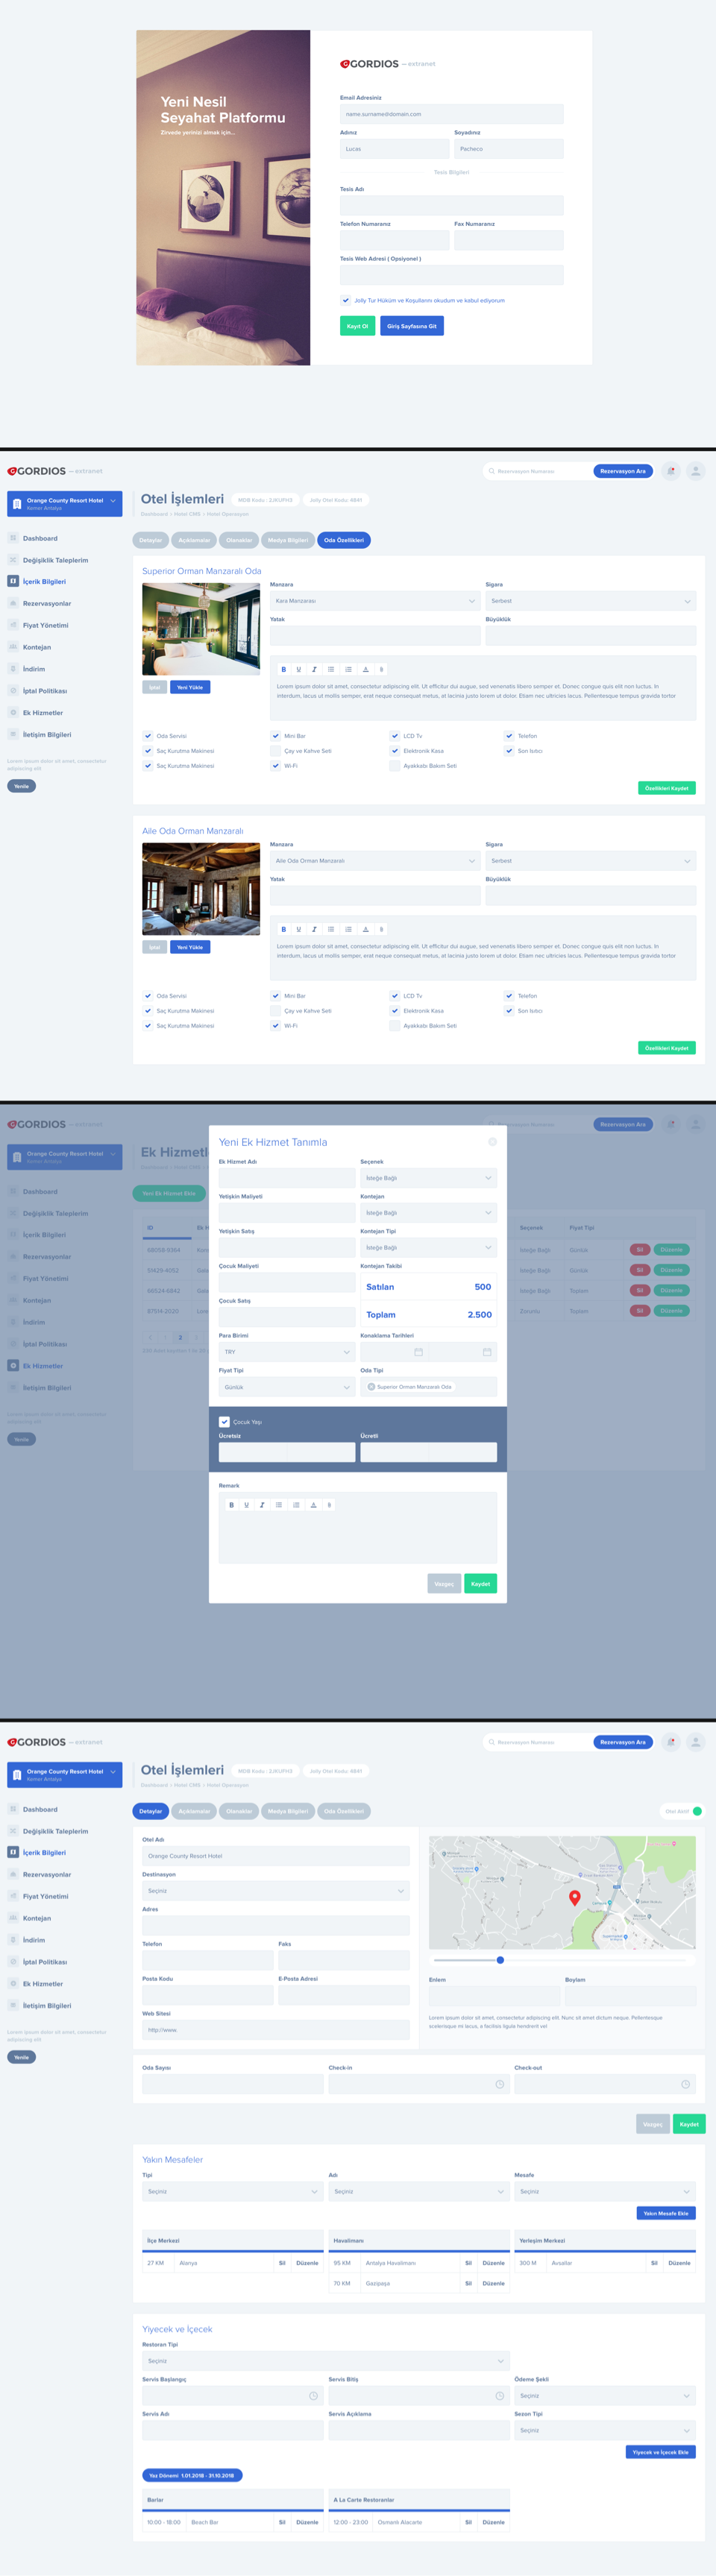 Yeni Nesil
Seyahat Platformu
Zirvede yerinizi almak için...
GORDIOS – extranet
Email Adresiniz
name.surname@domain.com
Adınız Soyadınız
Lucas Pacheco
Tesis Bilgileri
Tesis Adı
Telefon Numaranız Fax Numaranız
Tesis Web Adresi ( Opsiyonel )
Jolly Tur Hüküm ve Koşullarını okudum ve kabul ediyorum
Kayıt Ol Giriş Sayfasına Git
GORDIOS – extranet
Rezervasyon Numarası Rezervasyon Ara
Orange County Resort Hotel
Kemer Antalya
Otel İşlemleri
Dashboard > Hotel CMS > Hotel Operasyon
Dashboard
Değişiklik Taleplerim
İçerik Bilgileri
Rezervasyonlar
Fiyat Yönetimi
Kontejan
İndirim
İptal Politikası
Ek Hizmetler
İletişim Bilgileri
Lorem ipsum dolor sit amet, consectetur
adipiscing elit
Yenile
Detaylar Açıklamalar Olanaklar Medya Bilgileri Oda Özellikleri
Superior Orman Manzaralı Oda
Manzara Sigara
Kara Manzarası Serbest
Yatak Büyüklük
İptal Yeni Yükle
B U I
Lorem ipsum dolor sit amet, consectetur adipiscing elit. Ut efficitur dui augue, sed venenatis libero semper et. Donec congue quis elit non luctus. In
interdum, lacus ut mollis semper, erat neque consequat metus, at lacinia justo lorem ut dolor. Etiam nec ultricies lacus. Pellentesque tempus gravida tortor
Oda Servisi Mini Bar LCD Tv Telefon
Saç Kurutma Makinesi Çay ve Kahve Seti Elektronik Kasa Son Isıtıcı
Saç Kurutma Makinesi Wi-Fi Ayakkabı Bakım Seti
Özellikleri Kaydet
Aile Oda Orman Manzaralı
Manzara Sigara
Aile Oda Orman Manzaralı Serbest
Yatak Büyüklük
İptal Yeni Yükle
B U I
Lorem ipsum dolor sit amet, consectetur adipiscing elit. Ut efficitur dui augue, sed venenatis libero semper et. Donec congue quis elit non luctus. In
interdum, lacus ut mollis semper, erat neque consequat metus, at lacinia justo lorem ut dolor. Etiam nec ultricies lacus. Pellentesque tempus gravida tortor
Oda Servisi Mini Bar LCD Tv Telefon
Saç Kurutma Makinesi Çay ve Kahve Seti Elektronik Kasa Son Isıtıcı
Saç Kurutma Makinesi Wi-Fi Ayakkabı Bakım Seti
Özellikleri Kaydet
GORDIOS – extranet
Rezervasyon Ara
Orange County Resort Hotel
Kemer Antalya
Ek Hizmetl
Dashboard
Değişiklik Taleplerim
İçerik Bilgileri
Rezervasyonlar
Fiyat Yönetimi
Kontejan
İndirim
İptal Politikası
Ek Hizmetler
İletişim Bilgileri
Yenile
Yeni Ek Hizmet Ekle
ID Ek H Seçenek Fiyat Tipi
İsteğe Bağlı Günlük Sil Düzenle
İsteğe Bağlı Günlük Sil Düzenle
İsteğe Bağlı Toplam Sil Düzenle
Zorunlu Toplam Sil Düzenle
2
Yeni Ek Hizmet Tanımla
Ek Hizmet Adı Seçenek
İsteğe Bağlı
Yetişkin Maliyeti Kontejan
İsteğe Bağlı
Yetişkin Satış Kontejan Tipi
İsteğe Bağlı
Çocuk Maliyeti Kontejan Takibi
Satılan 500
Çocuk Satış
Toplam 2.500
Para Birimi Konaklama Tarihleri
TRY
Fiyat Tipi Oda Tipi
Günlük Superior Orman Manzaralı Oda
Çocuk Yaşı
Ücretsiz Ücretli
Remark
B U I
Vazgeç Kaydet
GORDIOS – extranet
Rezervasyon Numarası Rezervasyon Ara
Orange County Resort Hotel
Kemer Antalya
Otel İşlemleri
Dashboard > Hotel CMS > Hotel Operasyon
Dashboard
Değişiklik Taleplerim
İçerik Bilgileri
Rezervasyonlar
Fiyat Yönetimi
Kontejan
İndirim
İptal Politikası
Ek Hizmetler
İletişim Bilgileri
Lorem ipsum dolor sit amet, consectetur
adipiscing elit
Yenile
Detaylar Açıklamalar Olanaklar Medya Bilgileri Oda Özellikleri
Otel Aktif
Otel Adı
Orange County Resort Hotel
Destinasyon
Seçiniz
Adres
Telefon Faks
Posta Kodu E-Posta Adresi
Web Sitesi
http://www.
Enlem Boylam
Lorem ipsum dolor sit amet, consectetur adipiscing elit. Nunc sit amet dictum neque. Pellentesque
scelerisque mi lacus, a facilisis ligula hendrerit vel
Oda Sayısı Check-in Check-out
Vazgeç Kaydet
Yakın Mesafeler
Tipi Adı Mesafe
Seçiniz Seçiniz Seçiniz
Yakın Mesafe Ekle
İlçe Merkezi Havalimanı Yerleşim Merkezi
27 KM Alanya Sil Düzenle 95 KM Antalya Havalimanı Sil Düzenle 300 M Avsallar Sil Düzenle
70 KM Gazipaşa Sil Düzenle
Yiyecek ve İçecek
Restoran Tipi
Seçiniz
Servis Başlangıç Servis Bitiş Ödeme Şekli
Seçiniz
Servis Adı Servis Açıklama Sezon Tipi
Seçiniz
Yiyecek ve İçecek Ekle
Yaz Dönemi 1.01.2018 - 31.10.2018
Barlar A La Carte Restoranlar
10:00 - 18:00 Beach Bar Sil Düzenle 12:00 - 23:00 Osmanlı Alacarte Sil Düzenle